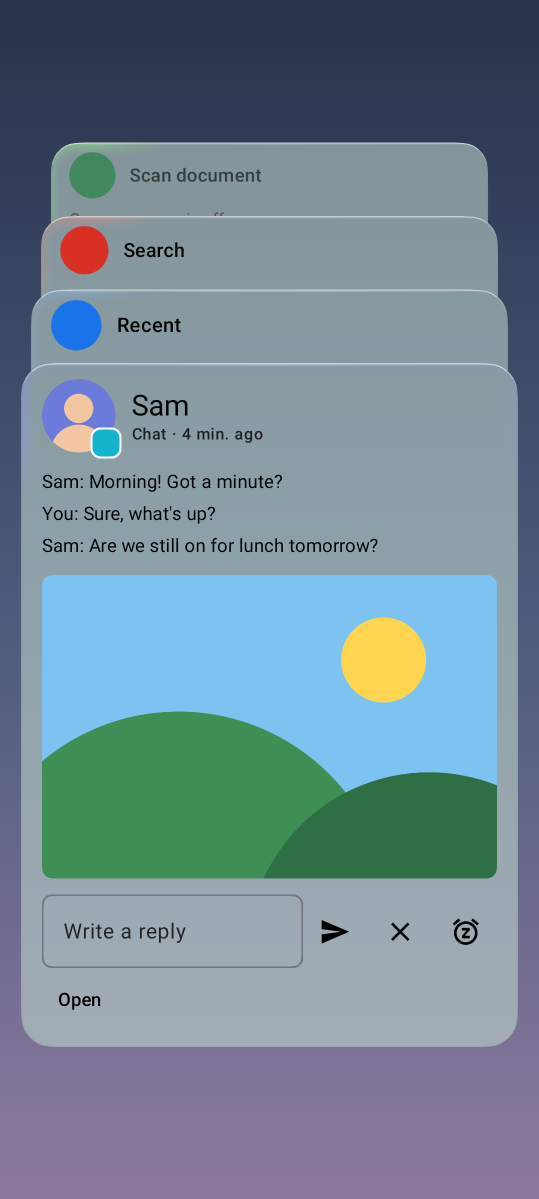 Scan document
Search
Recent
Sam
Chat · 4 min. ago
Sam: Morning! Got a minute?
You: Sure, what's up?
Sam: Are we still on for lunch tomorrow?
Write a reply
Open